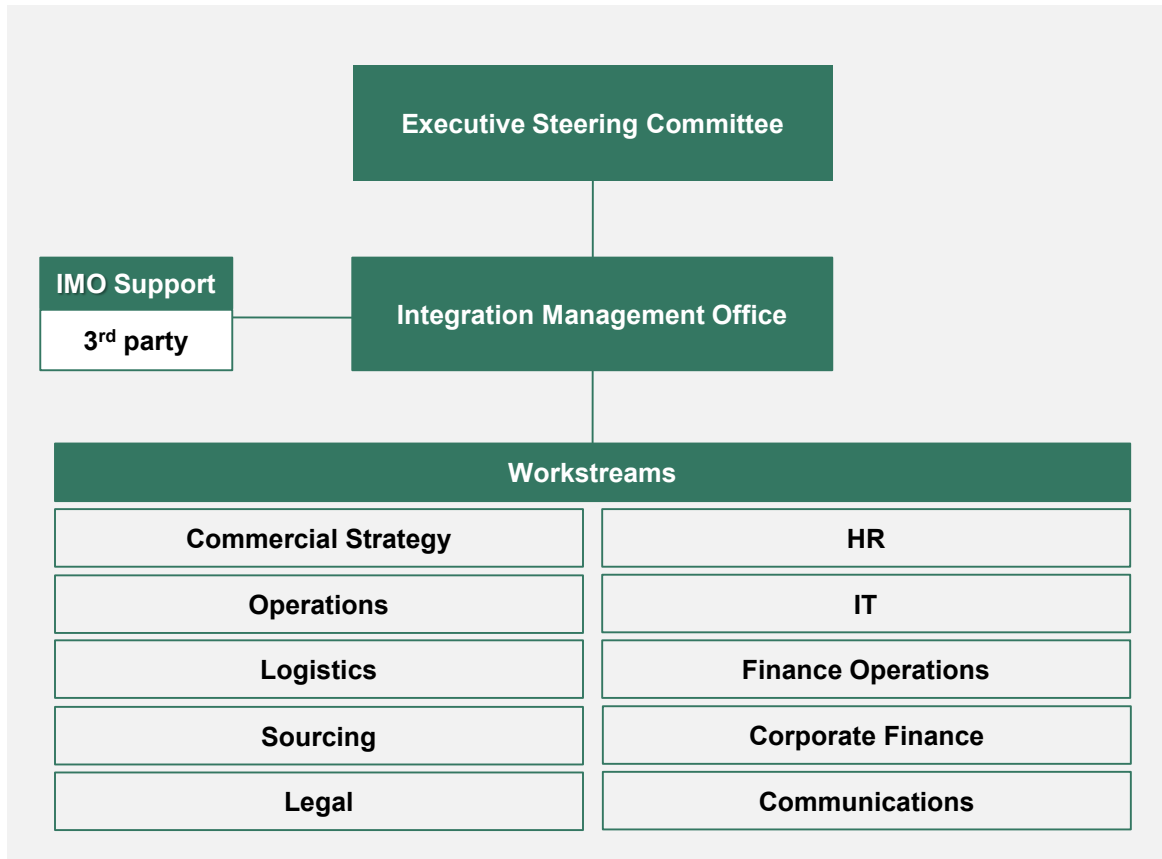 Executive Steering Committee
IMO Support
3rd party
Integration Management Office
Workstreams
Commercial Strategy
HR
Operations
IT
Logistics
Finance Operations
Sourcing
Corporate Finance
Legal
Communications